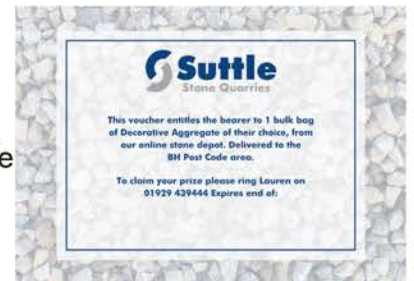 Suttle
Stone Quarries
This voucher entitles the bearer to 1 bulk bag
of Decorative Aggregate of their choice, from
our online stone depot. Delivered to the
BH Post Code area.
e
To claim your prize please ring Lauren on
01929 439444 Expires end of: